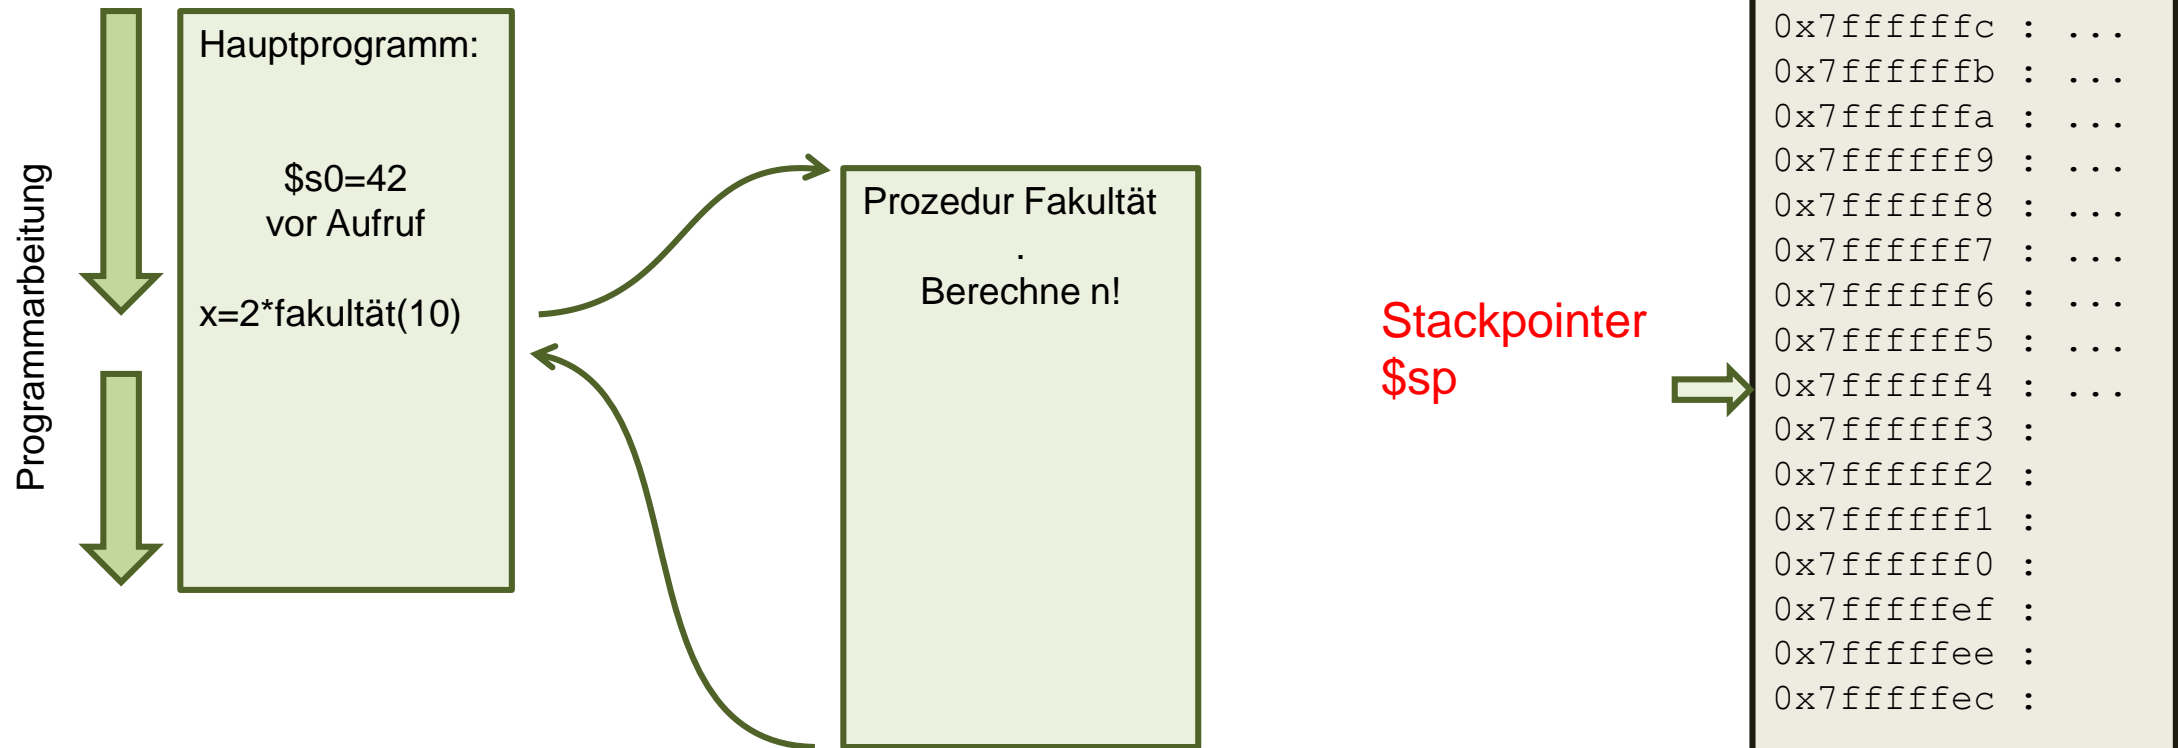 Programmarbeitung
Hauptprogramm:
$s0=42
vor Aufruf
x=2*fakultät(10)
Prozedur Fakultät
.
Berechne n!
Stackpointer
$sp
0x7ffffffc : ...
0x7ffffffb : ...
0x7ffffffa : ...
0x7ffffff9 : ...
0x7ffffff8 : ...
0x7ffffff7 : ...
0x7ffffff6 : ...
0x7ffffff5 : ...
0x7ffffff4 : ...
0x7ffffff3 :
0x7ffffff2 :
0x7ffffff1 :
0x7ffffff0 :
0x7fffffef :
0x7fffffee :
0x7fffffec :